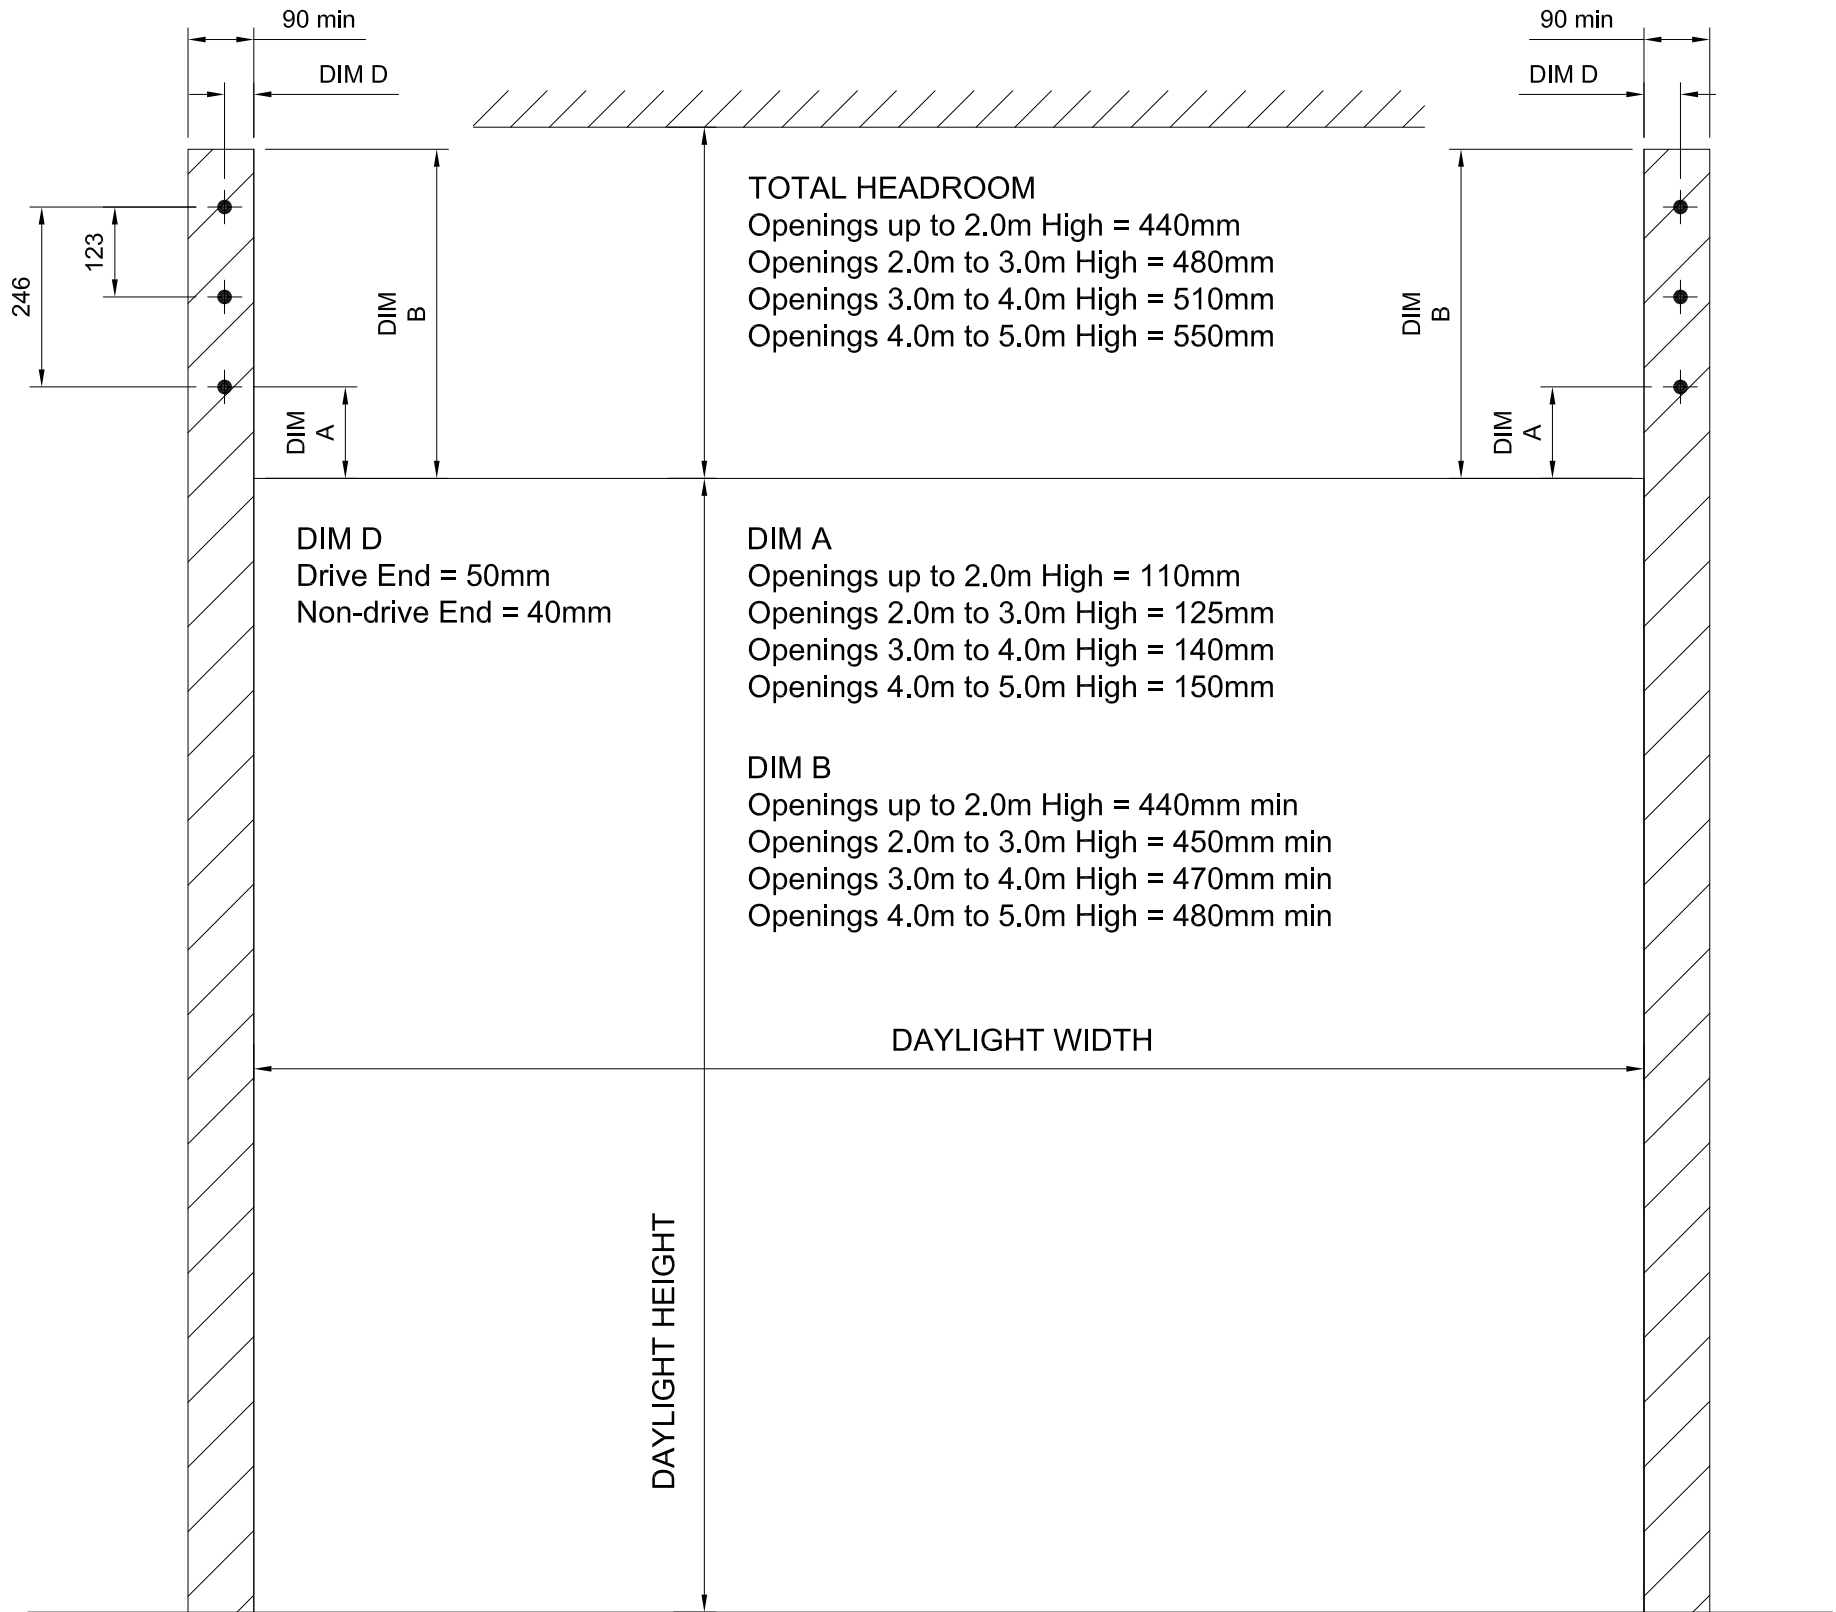 90 min
90 min
DIM D
DIM D
TOTAL HEADROOM
Openings up to 2.0m High = 440mm
Openings 2.0m to 3.0m High = 480mm
Openings 3.0m to 4.0m High = 510mm
Openings 4.0m to 5.0m High = 550mm
246
123
DIM
B
DIM
B
DIM
A
DIM
A
DIM D
Drive End = 50mm
Non-drive End = 40mm
DIM A
Openings up to 2.0m High = 110mm
Openings 2.0m to 3.0m High = 125mm
Openings 3.0m to 4.0m High = 140mm
Openings 4.0m to 5.0m High = 150mm
DIM B
Openings up to 2.0m High = 440mm min
Openings 2.0m to 3.0m High = 450mm min
Openings 3.0m to 4.0m High = 470mm min
Openings 4.0m to 5.0m High = 480mm min
DAYLIGHT WIDTH
DAYLIGHT HEIGHT